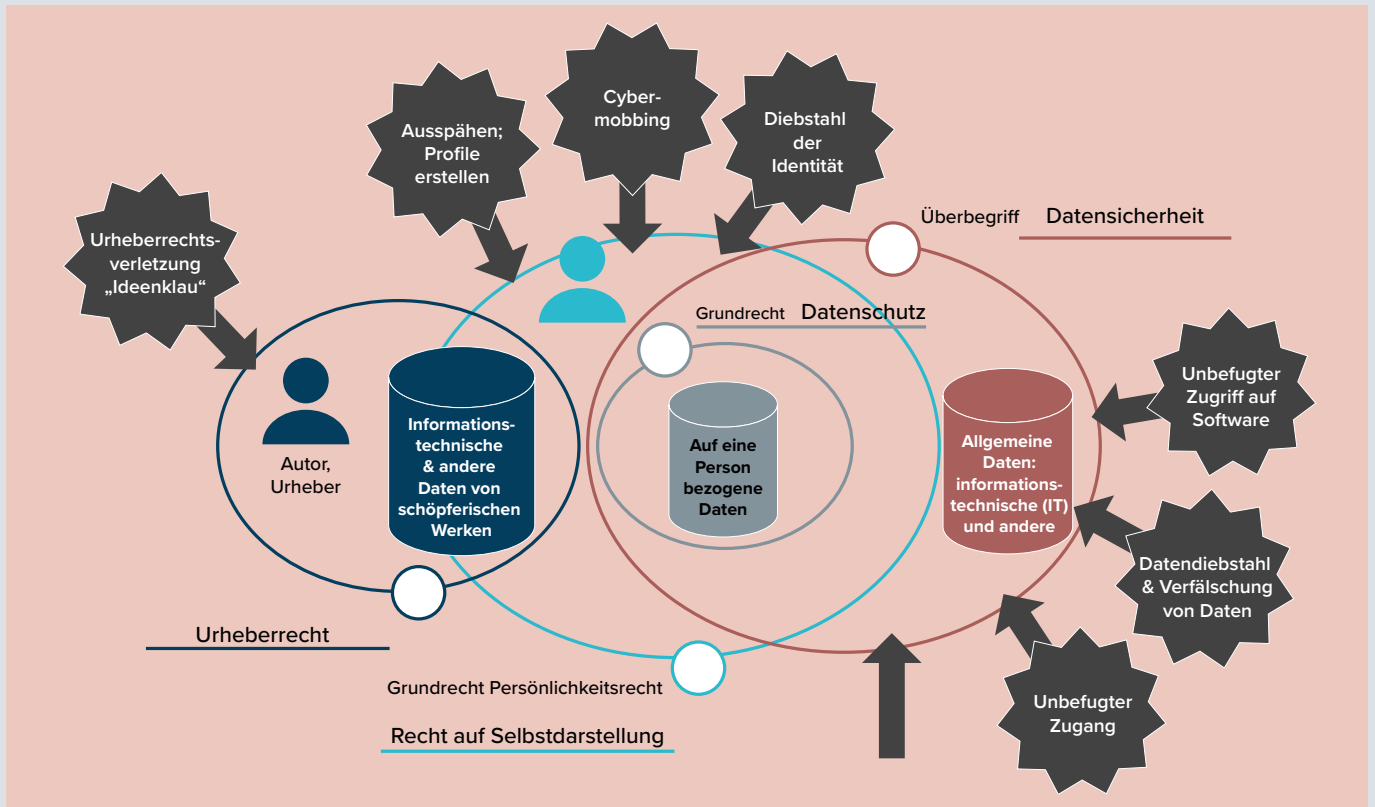 Cyber-
mobbing
Ausspähen;
Profile
erstellen
Diebstahl
der
Identität
Urheberrechts-
verletzung
„Ideenklau“
Überbegriff Datensicherheit
Grundrecht Datenschutz
Unbefugter
Zugriff auf
Software
Autor,
Urheber
Informations-
technische
& andere
Daten von
schöpferischen
Werken
Auf eine
Person
bezogene
Daten
Allgemeine
Daten:
informations-
technische (IT)
und andere
Datendiebstahl
& Verfälschung
von Daten
Urheberrecht
Grundrecht Persönlichkeitsrecht
Recht auf Selbstdarstellung
Unbefugter
Zugang